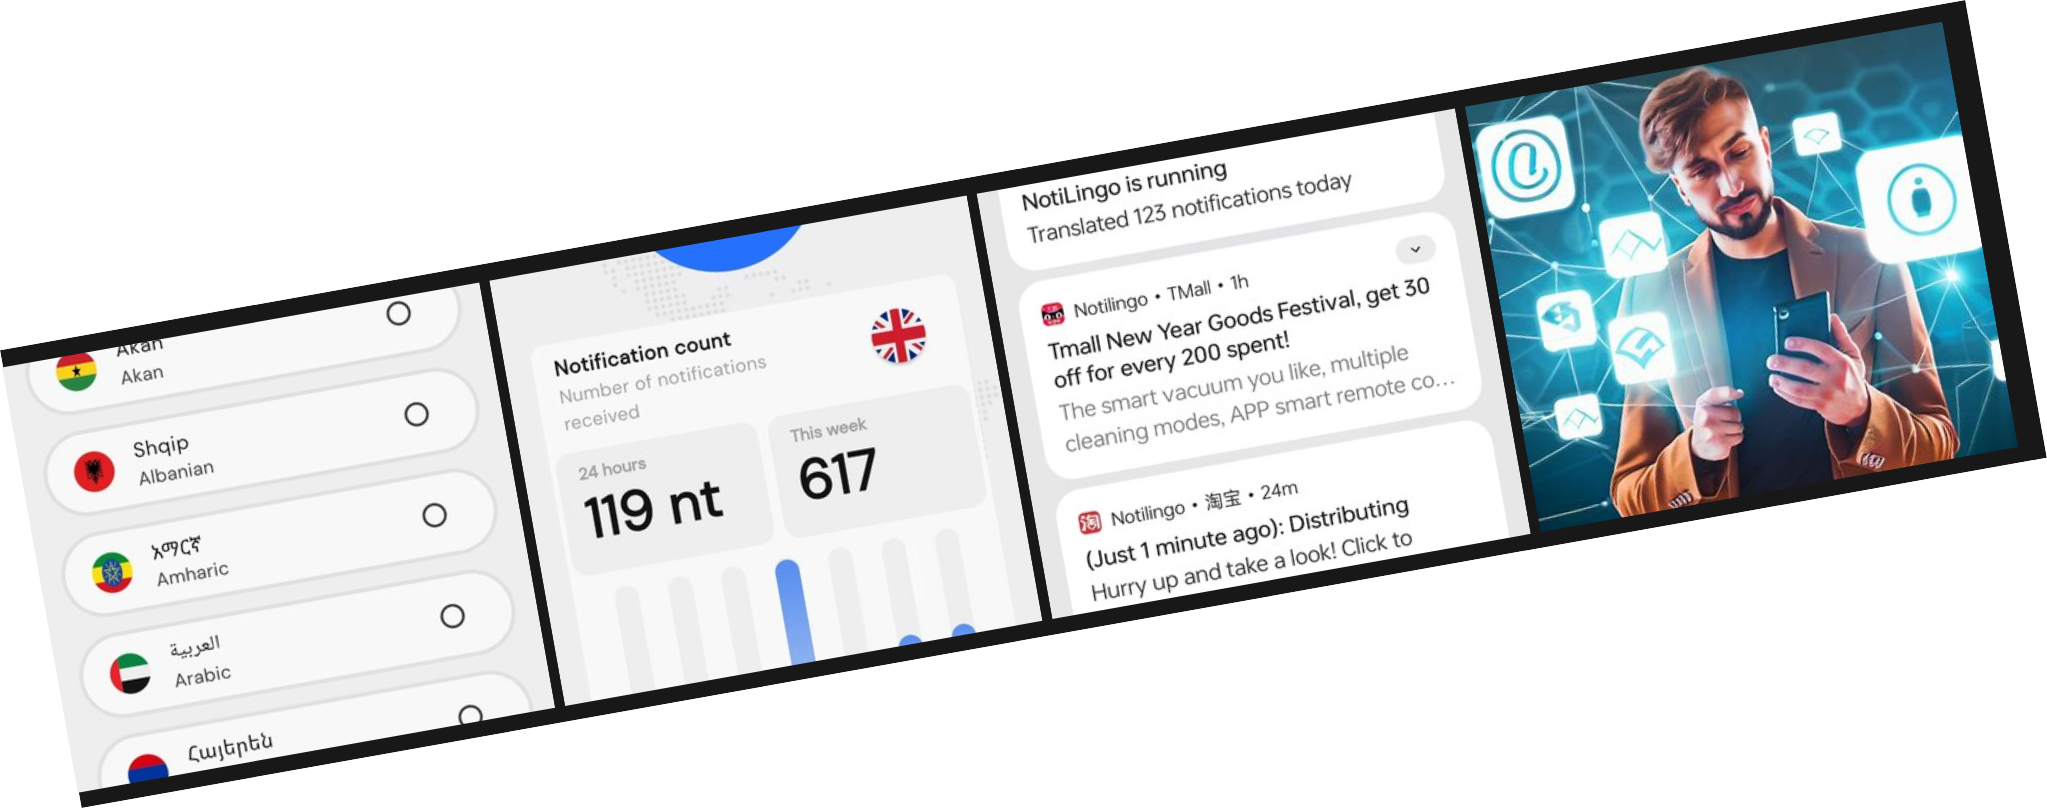 Akan
Akan
Shqip
Albanian
አማርኛ
Amharic
العربية
Arabic
Հայերեն
Notification count
Number of notifications
received
24 hours
119 nt
This week
617
NotiLingo is running
Translated 123 notifications today
Notilingo • TMall • 1h
Tmall New Year Goods Festival, get 30
off for every 200 spent!
The smart vacuum you like, multiple
cleaning modes, APP smart remote co...
Notilingo • 淘宝 • 24m
(Just 1 minute ago): Distributing
Hurry up and take a look! Click to